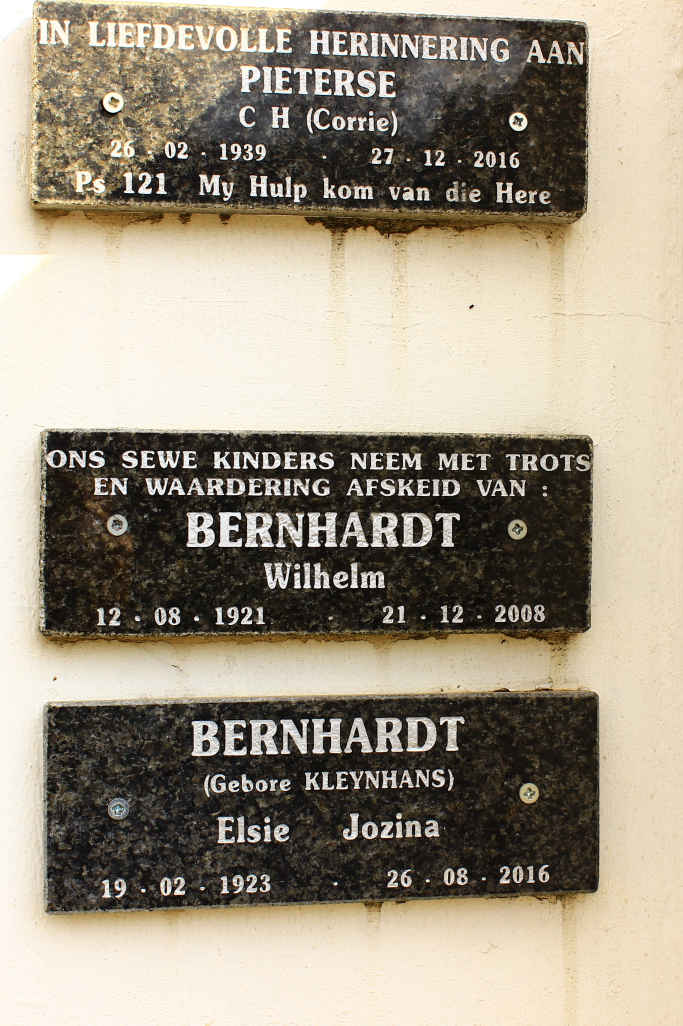 IN LIEFDEVOLLE HERINNERING AAN
PIETERSE
C H (Corrie)
26 · 02 · 1939 · 27 · 12 · 2016
Ps 121 My Hulp kom van die Here
ONS SEWE KINDERS NEEM MET TROTS
EN WAARDERING AFSKEID VAN :
BERNHARDT
Wilhelm
12 · 08 · 1921 · 21 · 12 · 2008
BERNHARDT
(Gebore KLEYNHANS)
Elsie Jozina
19 · 02 · 1923 · 26 · 08 · 2016